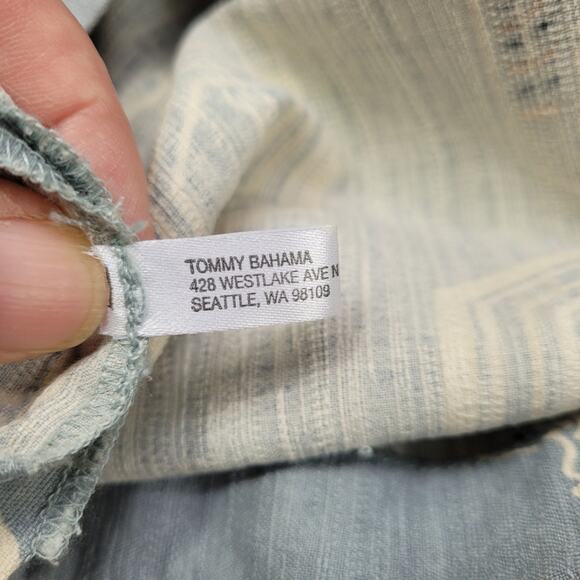 TOMMY BAHAMA
428 WESTLAKE AVE N
SEATTLE, WA 98109